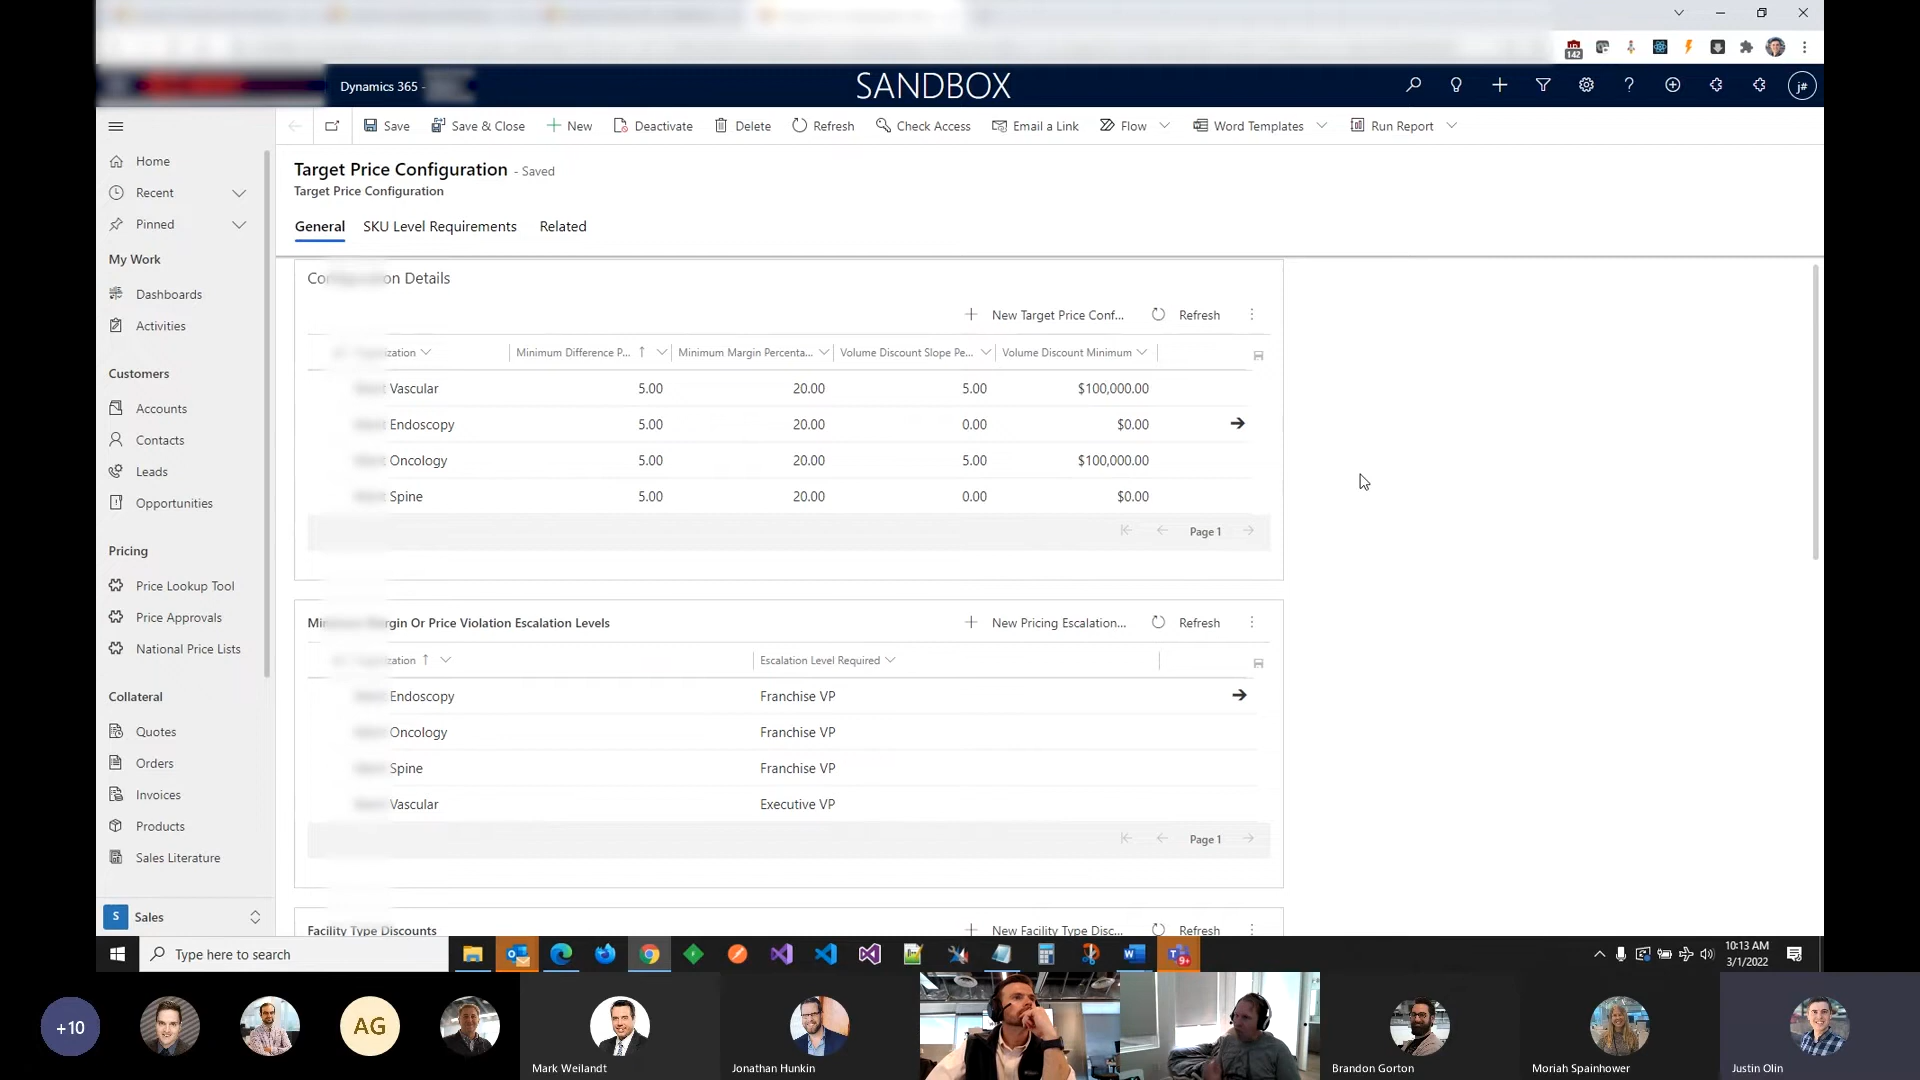 142
Dynamics 365 -
SANDBOX
j#
Save
Save & Close
New
Deactivate
Delete
Refresh
Check Access
Email a Link
Flow
Word Templates
Run Report
Home
Recent
Pinned
My Work
Dashboards
Activities
Customers
Accounts
Contacts
Leads
Opportunities
Pricing
Price Lookup Tool
Price Approvals
National Price Lists
Collateral
Quotes
Orders
Invoices
Products
Sales Literature
S Sales
Target Price Configuration - Saved
Target Price Configuration
General SKU Level Requirements Related
Configuration Details
New Target Price Conf... Refresh
Minimum Difference P... Minimum Margin Percenta... Volume Discount Slope Pe... Volume Discount Minimum
Vascular 5.00 20.00 5.00 $100,000.00
Endoscopy 5.00 20.00 0.00 $0.00
Oncology 5.00 20.00 5.00 $100,000.00
Spine 5.00 20.00 0.00 $0.00
Page 1
Minimum Margin Or Price Violation Escalation Levels
New Pricing Escalation... Refresh
Escalation Level Required
Endoscopy Franchise VP
Oncology Franchise VP
Spine Franchise VP
Vascular Executive VP
Page 1
Facility Type Discounts
New Facility Type Disc... Refresh
Type here to search
9+
10:13 AM
3/1/2022
+10
AG
Mark Weilandt
Jonathan Hunkin
Brandon Gorton
Moriah Spainhower
Justin Olin